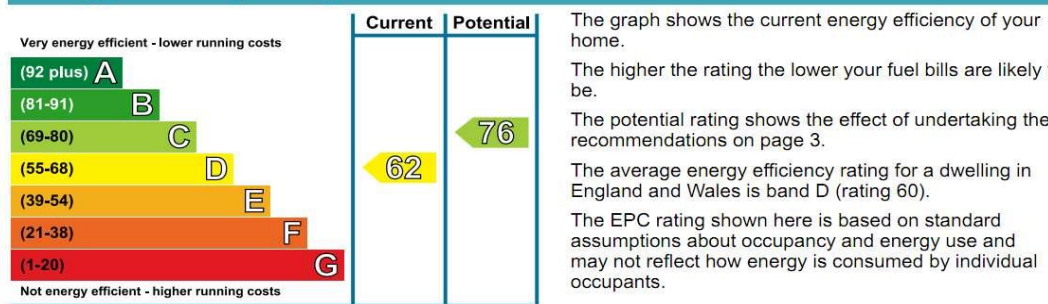 Current Potential
Very energy efficient - lower running costs
(92 plus) A
(81-91) B
(69-80) C
76
(55-68) D
62
(39-54) E
(21-38) F
(1-20) G
Not energy efficient - higher running costs
The graph shows the current energy efficiency of your
home.
The higher the rating the lower your fuel bills are likely
be.
The potential rating shows the effect of undertaking the
recommendations on page 3.
The average energy efficiency rating for a dwelling in
England and Wales is band D (rating 60).
The EPC rating shown here is based on standard
assumptions about occupancy and energy use and
may not reflect how energy is consumed by individual
occupants.